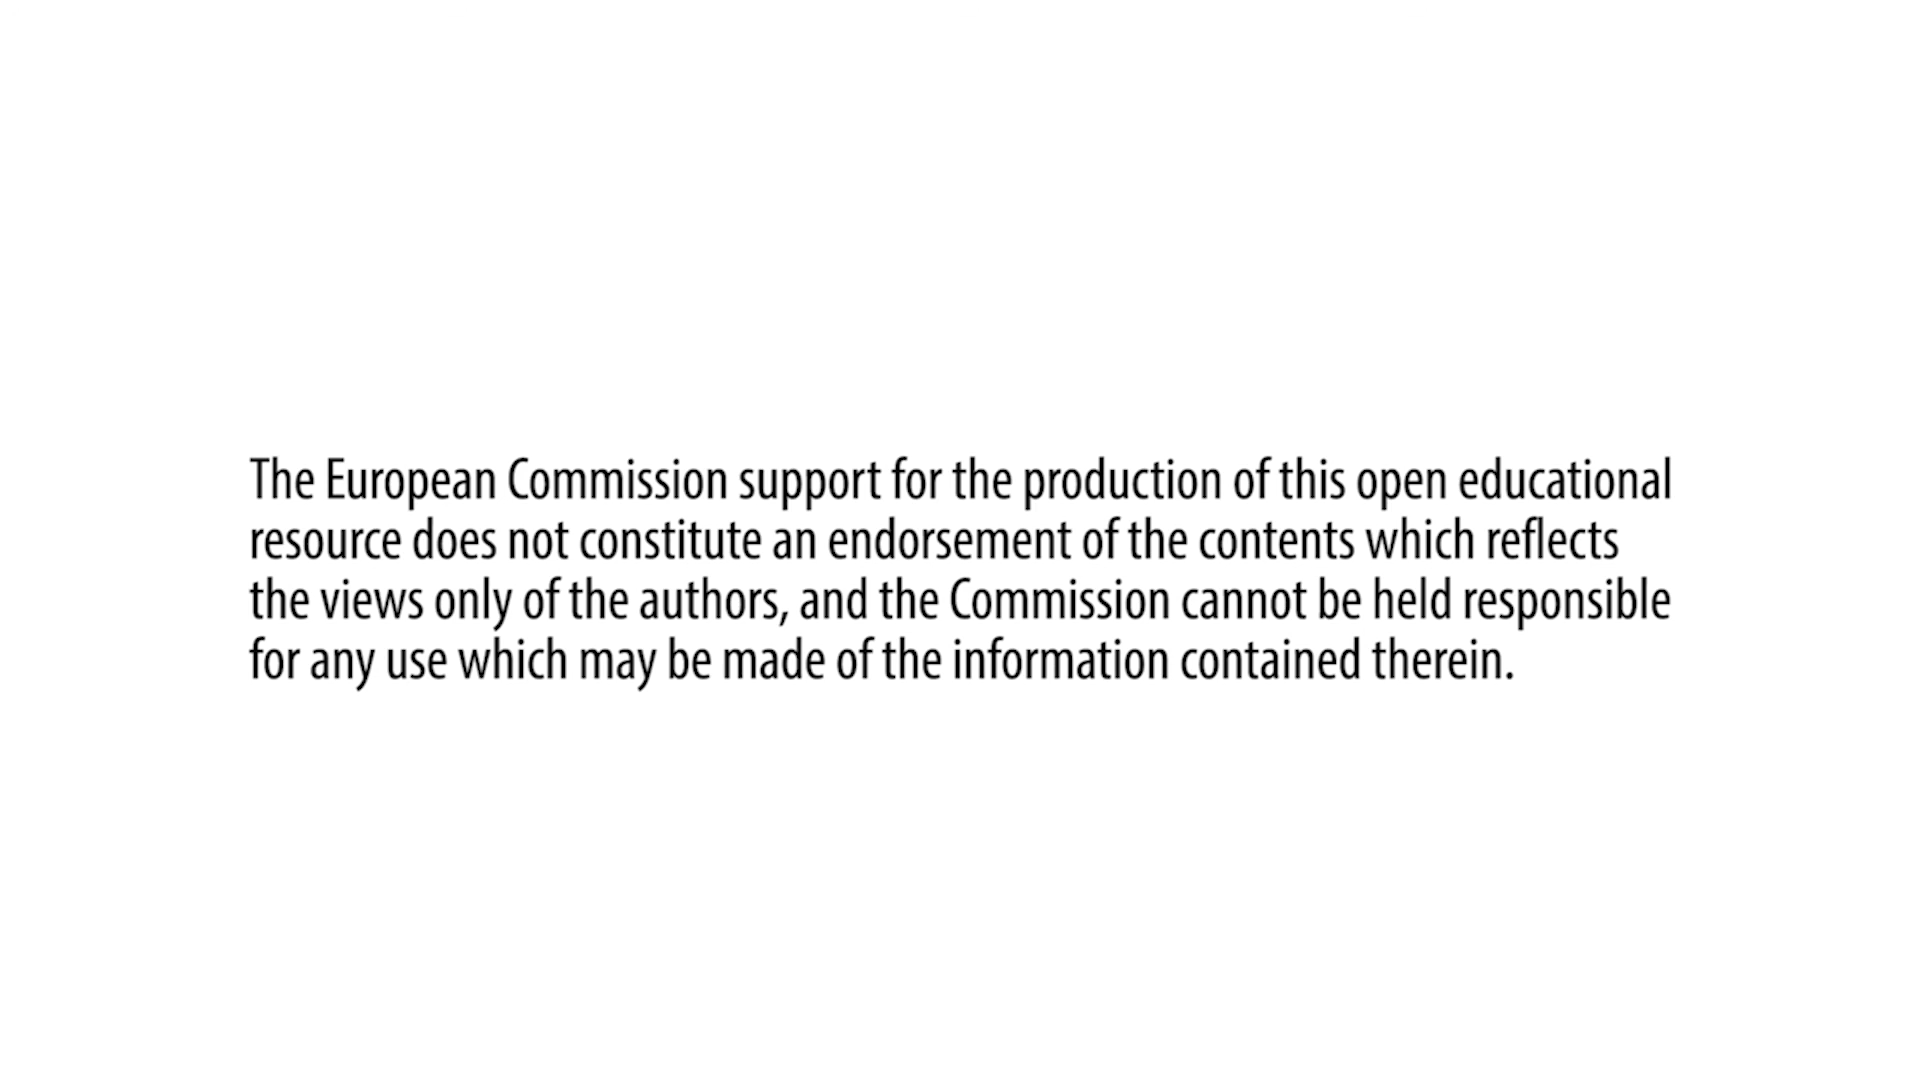 The European Commission support for the production of this open educational
resource does not constitute an endorsement of the contents which reflects
the views only of the authors, and the Commission cannot be held responsible
for any use which may be made of the information contained therein.